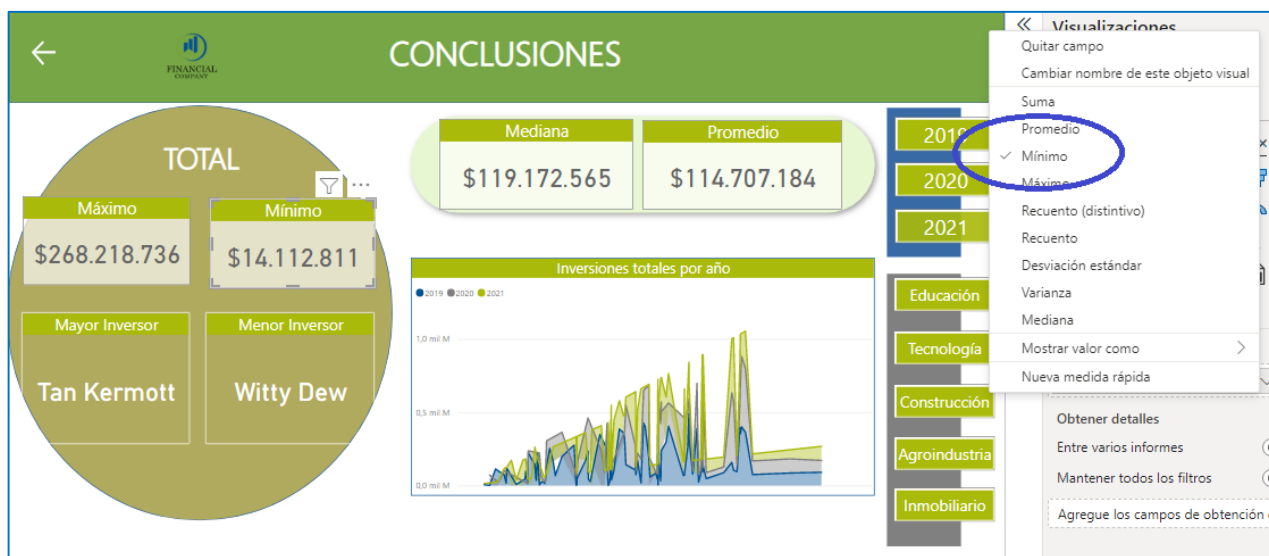 CONCLUSIONES
FINANCIAL
COMPANY
TOTAL
Máximo
$268.218.736
Mínimo
$14.112.811
Mayor Inversor
Tan Kermott
Menor Inversor
Witty Dew
Mediana
$119.172.565
Promedio
$114.707.184
Inversiones totales por año
2019 2020 2021
1,0 mil M
0,5 mil M
0,0 mil M
2019
2020
2021
Educación
Tecnología
Construcción
Agroindustria
Inmobiliario
Visualizaciones
Quitar campo
Cambiar nombre de este objeto visual
Suma
Promedio
Mínimo
Máximo
Recuento (distintivo)
Recuento
Desviación estándar
Varianza
Mediana
Mostrar valor como
Nueva medida rápida
Obtener detalles
Entre varios informes
Mantener todos los filtros
Agregue los campos de obtención